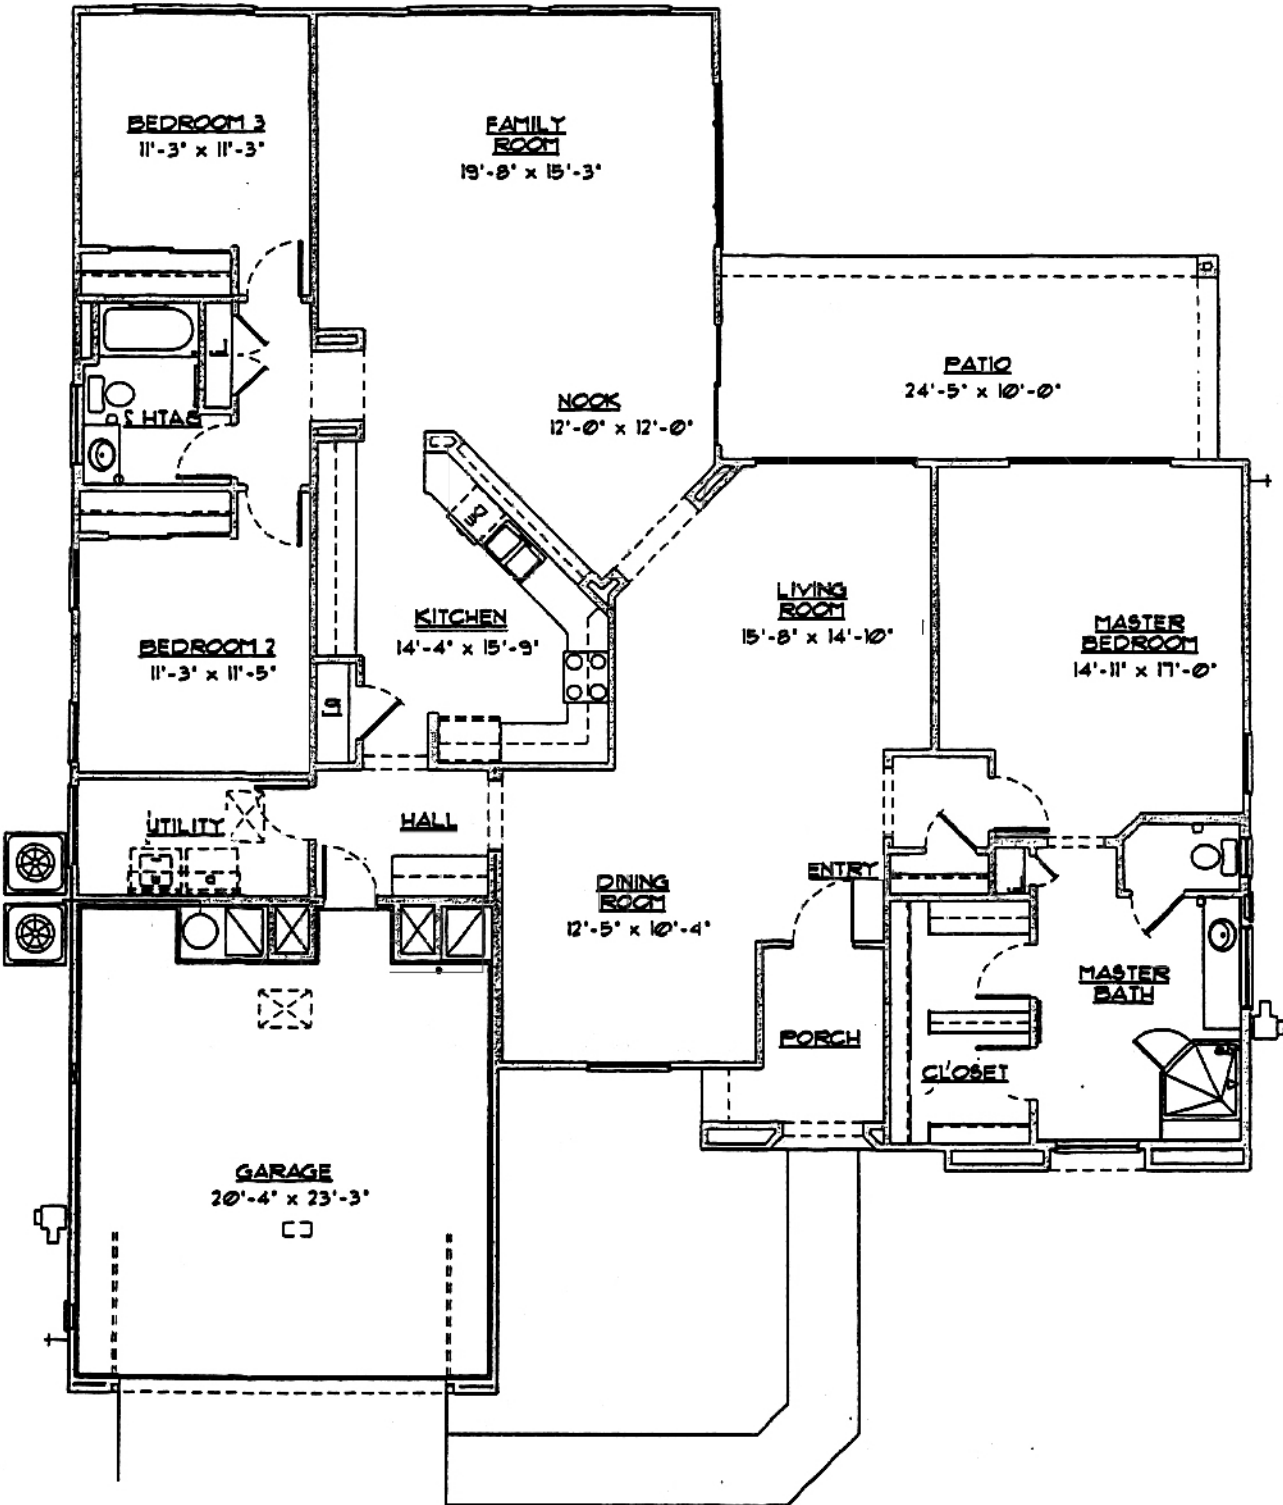 BEDROOM 3
11'-3" x 11'-3"
FAMILY
ROOM
19'-8" x 15'-3"
PATIO
24'-5" x 10'-0"
NOOK
12'-0" x 12'-0"
BATH 2
LIVING
ROOM
15'-8" x 14'-10"
KITCHEN
14'-4" x 15'-9"
MASTER
BEDROOM
14'-11" x 17'-0"
BEDROOM 2
11'-3" x 11'-5"
UTILITY
HALL
ENTRY
DINING
ROOM
12'-5" x 10'-4"
MASTER
BATH
PORCH
CLOSET
GARAGE
20'-4" x 23'-3"